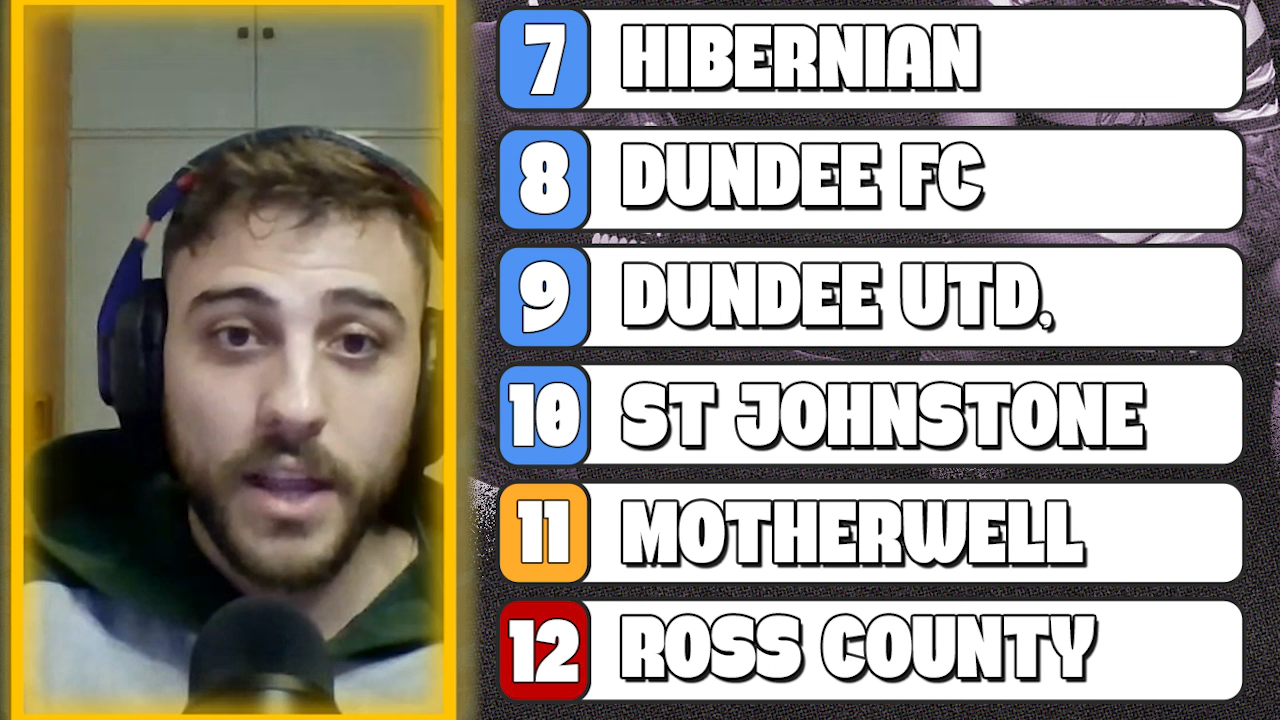 7 HIBERNIAN
8 DUNDEE FC
9 DUNDEE UTD,
10 ST JOHNSTONE
11 MOTHERWELL
12 ROSS COUNTY